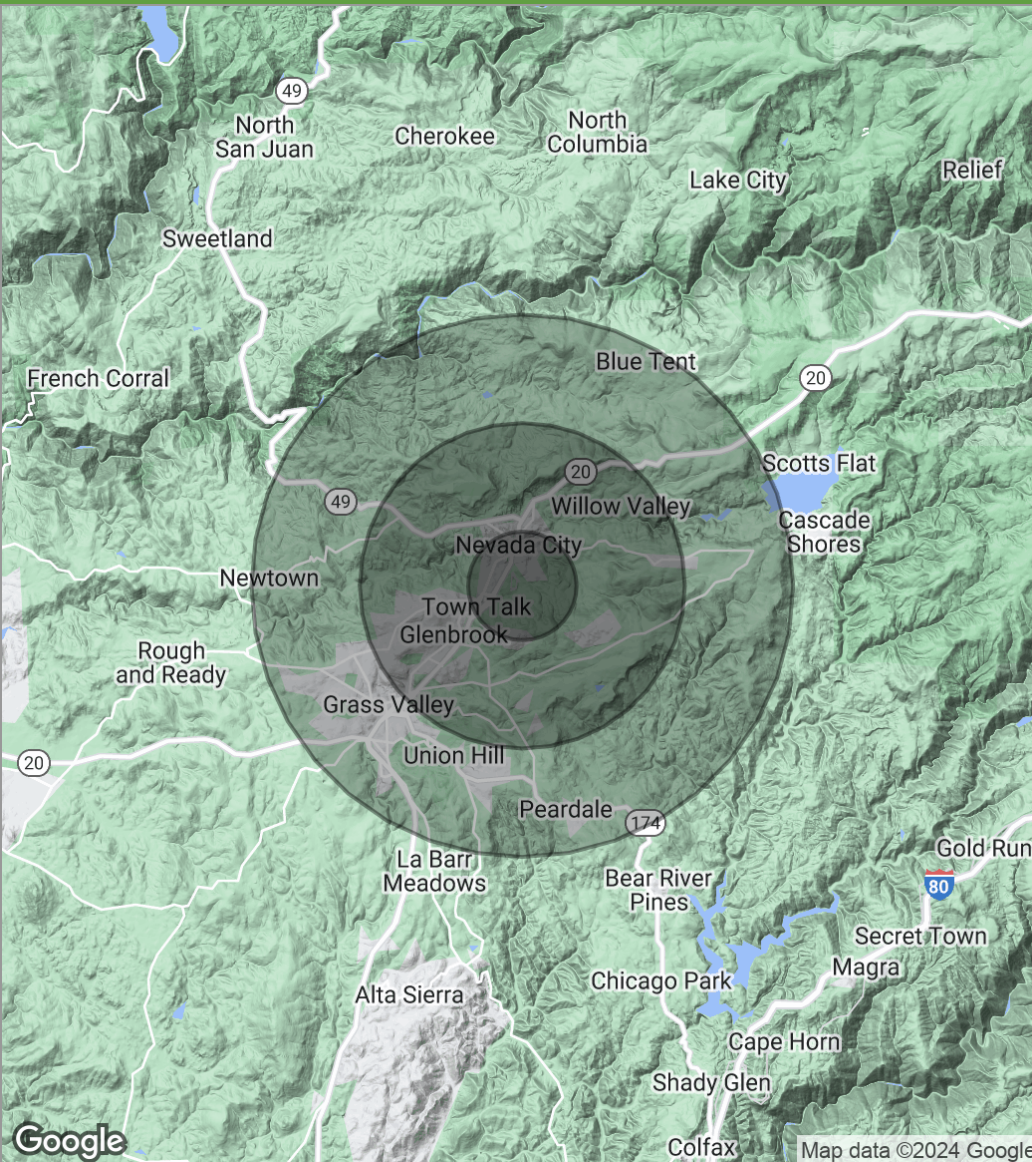 49
North
San Juan
Cherokee
North
Columbia
Lake City
Relief
Sweetland
Blue Tent
French Corral
20
Scotts Flat
20
49
Willow Valley
Cascade
Shores
Nevada City
Newtown
Town Talk
Glenbrook
Rough
and Ready
Grass Valley
Union Hill
20
Peardale
174
Gold Run
La Barr
Meadows
Bear River
Pines
80
Secret Town
Magra
Chicago Park
Alta Sierra
Cape Horn
Shady Glen
Colfax
Google
Map data ©2024 Google